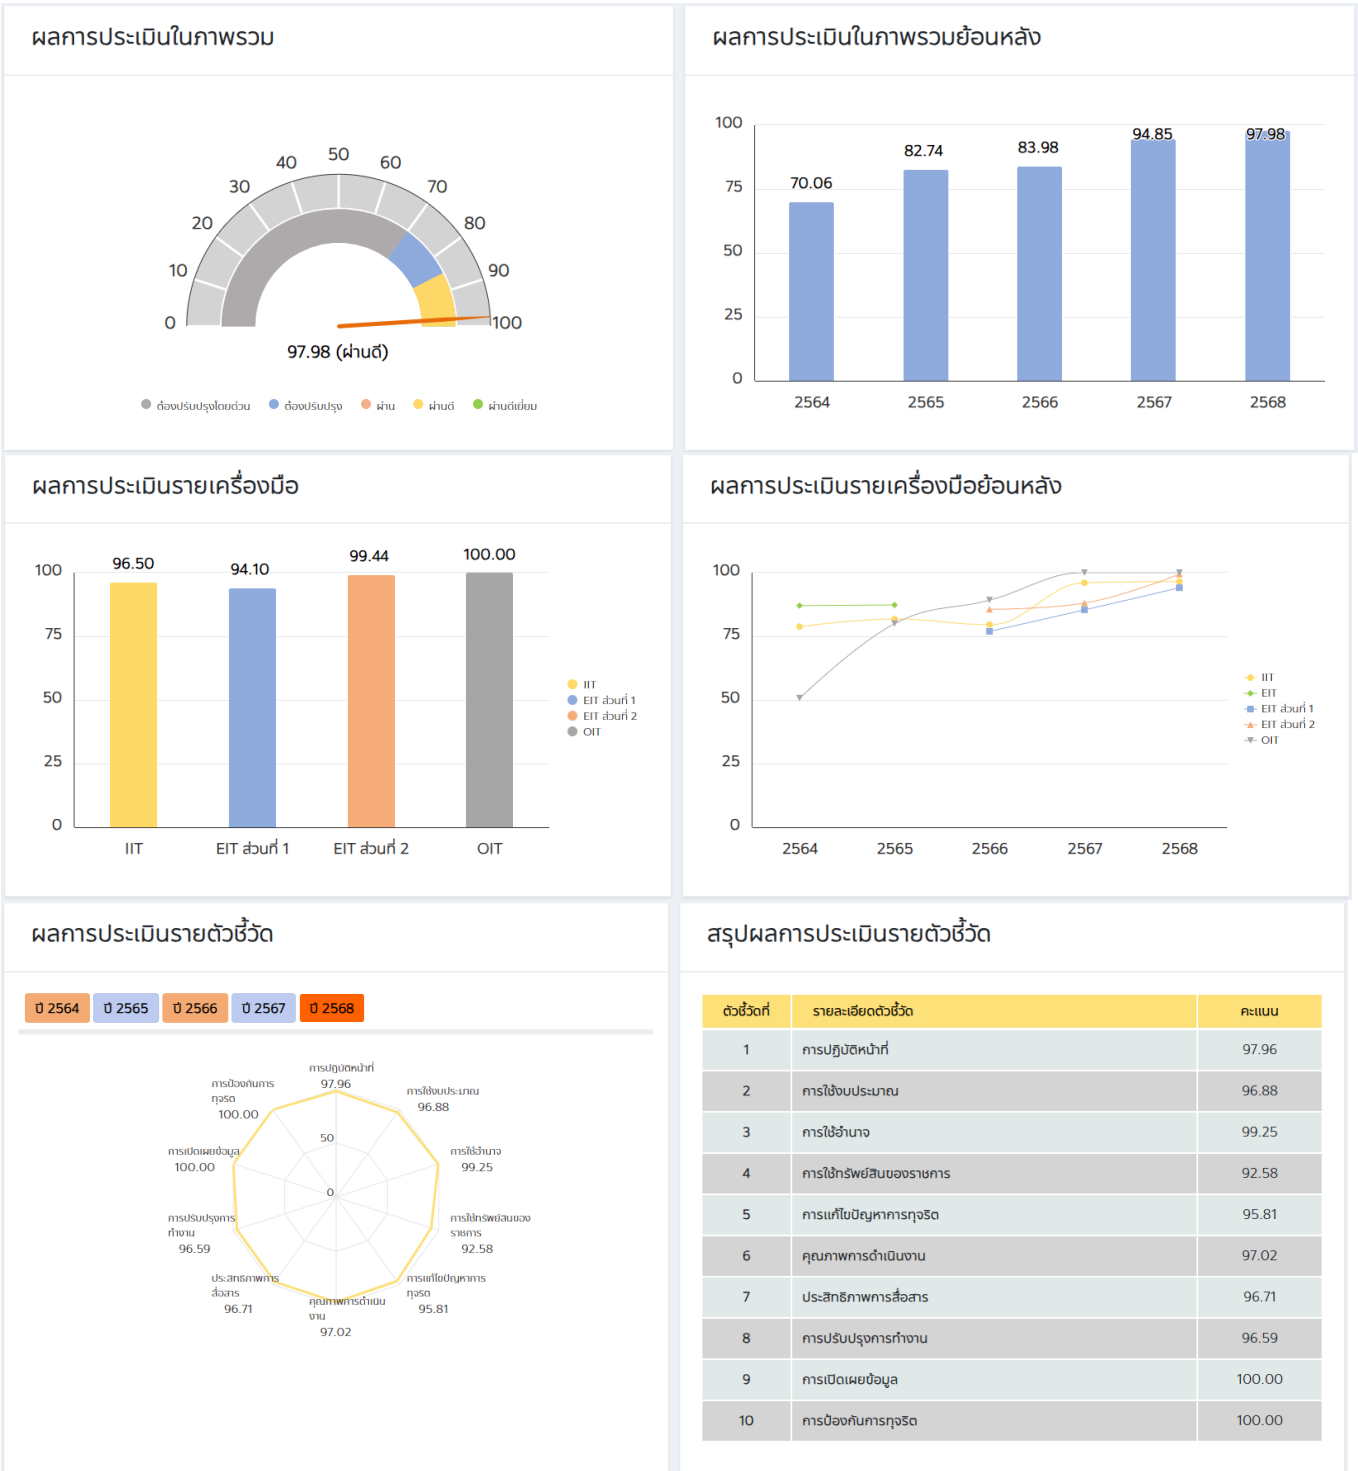 ผลการประเมินในภาพรวม
0
10
20
30
40
50
60
70
80
90
100
97.98 (ผ่านดี)
ต้องปรับปรุงโดยด่วน ต้องปรับปรุง ผ่าน ผ่านดี ผ่านดีเยี่ยม
ผลการประเมินในภาพรวมย้อนหลัง
100
75
50
25
0
70.06
82.74
83.98
94.85
97.98
2564 2565 2566 2567 2568
ผลการประเมินรายเครื่องมือ
100
75
50
25
0
96.50
94.10
99.44
100.00
IIT EIT ส่วนที่ 1 EIT ส่วนที่ 2 OIT
IIT
EIT ส่วนที่ 1
EIT ส่วนที่ 2
OIT
ผลการประเมินรายเครื่องมือย้อนหลัง
100
75
50
25
0
2564 2565 2566 2567 2568
IIT
EIT
EIT ส่วนที่ 1
EIT ส่วนที่ 2
OIT
ผลการประเมินรายตัวชี้วัด
ปี 2564 ปี 2565 ปี 2566 ปี 2567 ปี 2568
การปฏิบัติหน้าที่
97.96
การใช้งบประมาณ
96.88
การใช้อำนาจ
99.25
การใช้ทรัพย์สินของ
ราชการ
92.58
การแก้ไขปัญหาการ
ทุจริต
95.81
คุณภาพการดำเนิน
งาน
97.02
ประสิทธิภาพการ
สื่อสาร
96.71
การปรับปรุงการ
ทำงาน
96.59
การเปิดเผยข้อมูล
100.00
การป้องกันการ
ทุจริต
100.00
50
0
สรุปผลการประเมินรายตัวชี้วัด
ตัวชี้วัดที่ รายละเอียดตัวชี้วัด คะแนน
1 การปฏิบัติหน้าที่ 97.96
2 การใช้งบประมาณ 96.88
3 การใช้อำนาจ 99.25
4 การใช้ทรัพย์สินของราชการ 92.58
5 การแก้ไขปัญหาการทุจริต 95.81
6 คุณภาพการดำเนินงาน 97.02
7 ประสิทธิภาพการสื่อสาร 96.71
8 การปรับปรุงการทำงาน 96.59
9 การเปิดเผยข้อมูล 100.00
10 การป้องกันการทุจริต 100.00